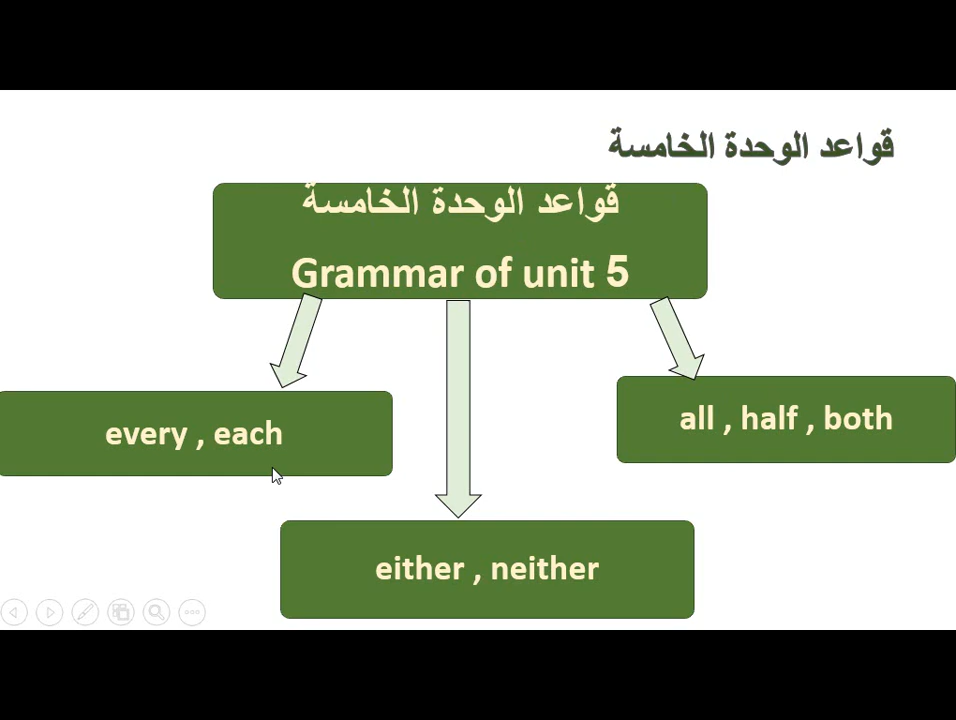 قواعد الوحدة الخامسة
قواعد الوحدة الخامسة
Grammar of unit 5
every , each
all , half , both
either , neither